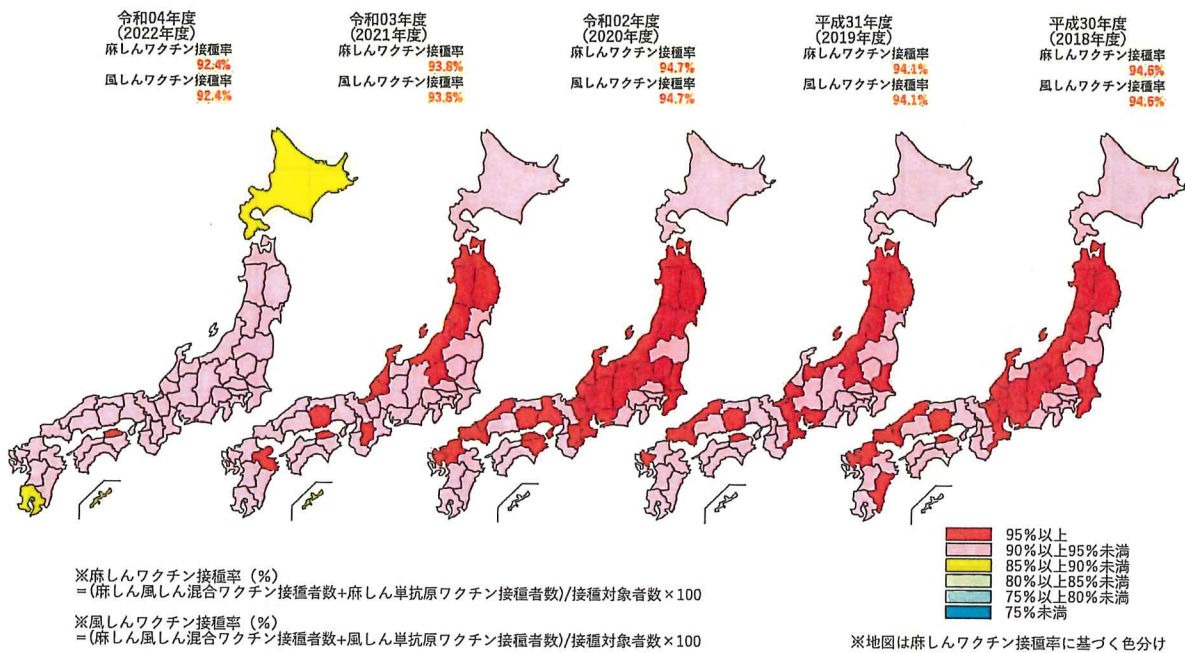 令和04年度
(2022年度)
麻しんワクチン接種率
92.4%
風しんワクチン接種率
92.4%
令和03年度
(2021年度)
麻しんワクチン接種率
93.8%
風しんワクチン接種率
93.8%
令和02年度
(2020年度)
麻しんワクチン接種率
94.7%
風しんワクチン接種率
94.7%
平成31年度
(2019年度)
麻しんワクチン接種率
94.1%
風しんワクチン接種率
94.1%
平成30年度
(2018年度)
麻しんワクチン接種率
94.6%
風しんワクチン接種率
94.6%
95%以上
90%以上95%未満
85%以上90%未満
80%以上85%未満
75%以上80%未満
75%未満
※麻しんワクチン接種率（%）
=(麻しん風しん混合ワクチン接種者数+麻しん単抗原ワクチン接種者数)/接種対象者数×100
※風しんワクチン接種率（%）
=(麻しん風しん混合ワクチン接種者数+風しん単抗原ワクチン接種者数)/接種対象者数×100
※地図は麻しんワクチン接種率に基づく色分け